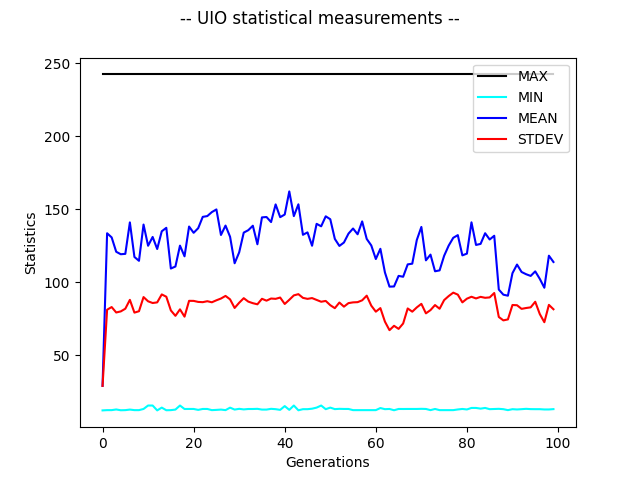 -- UIO statistical measurements --
250
200
150
100
50
Statistics
MAX
MIN
MEAN
STDEV
0
20
40
60
80
100
Generations